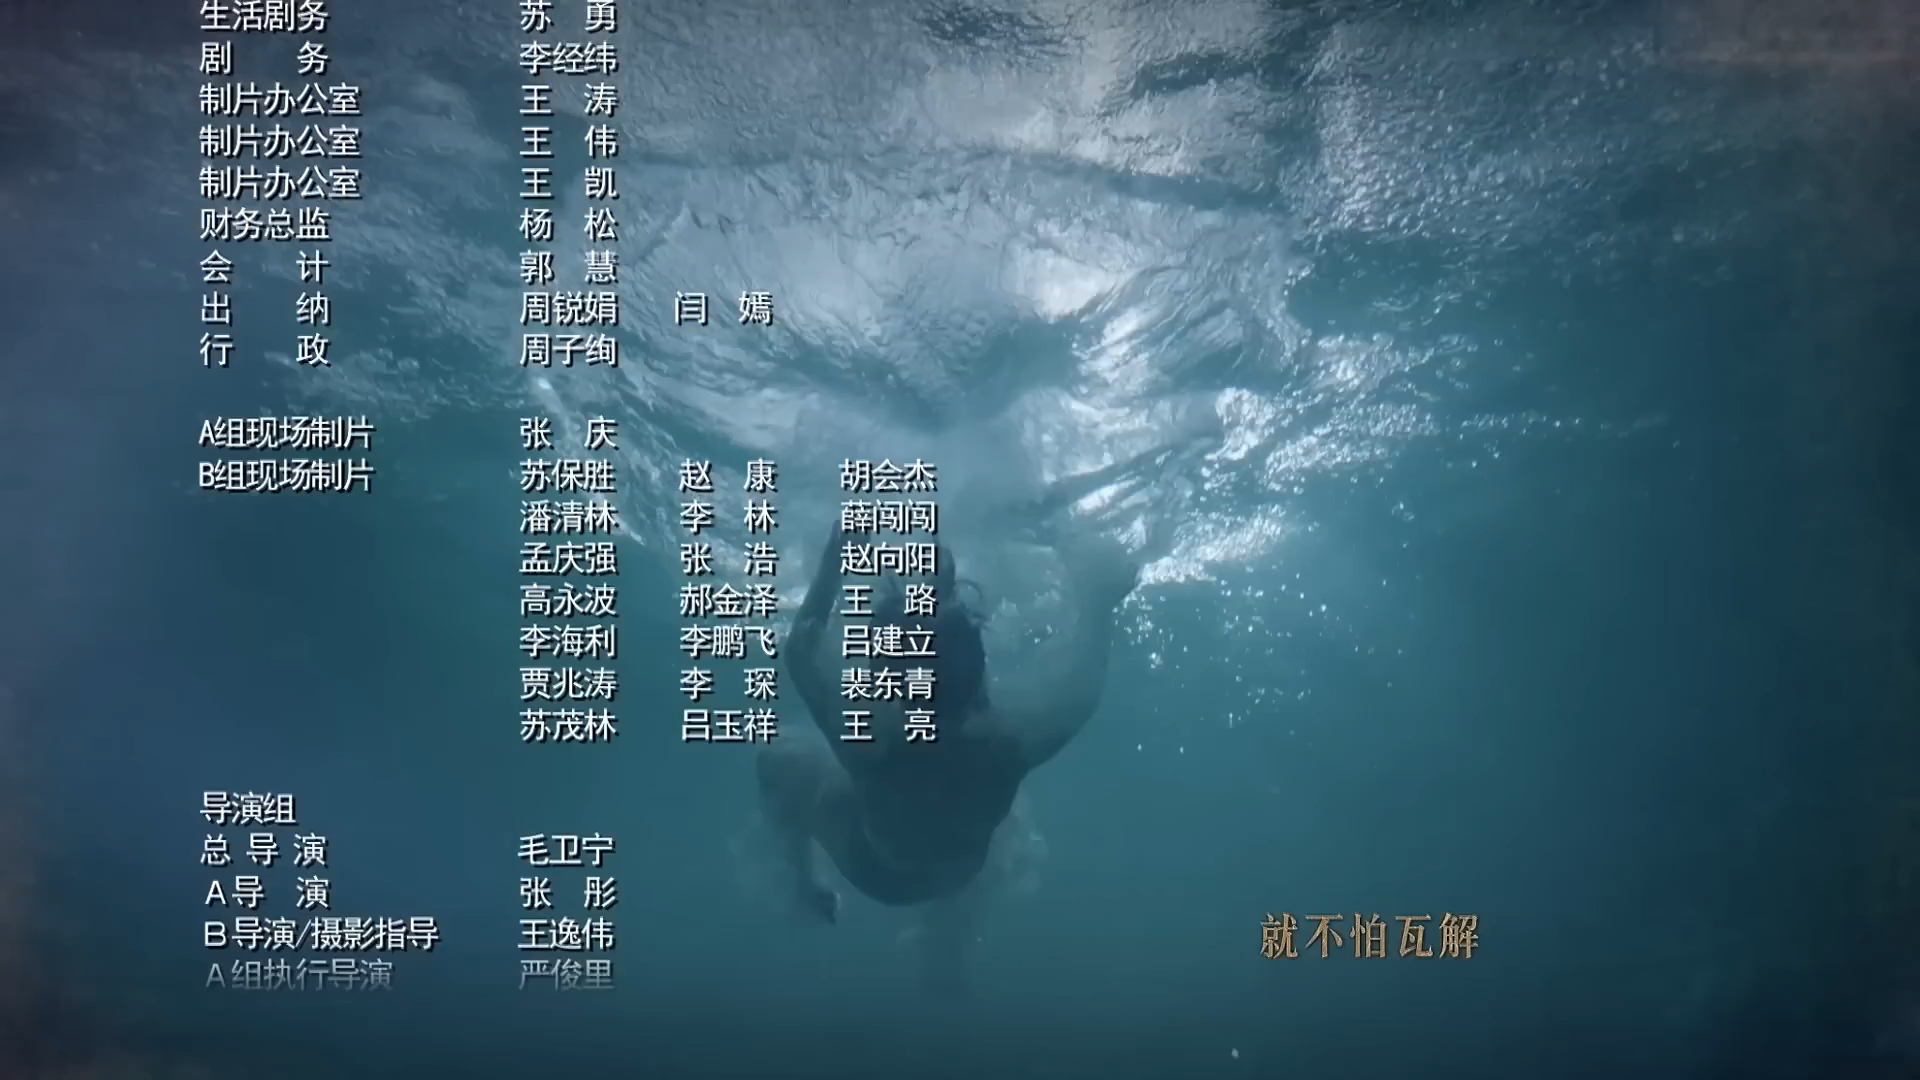 生活剧务 苏 勇
剧 务 李经纬
制片办公室 王 涛
制片办公室 王 伟
制片办公室 王 凯
财务总监 杨 松
会 计 郭 慧
出 纳 周锐娟 闫 嫣
行 政 周子绚
A组现场制片 张 庆
B组现场制片 苏保胜 赵 康 胡会杰
潘清林 李 林 薛闯闯
孟庆强 张 浩 赵向阳
高永波 郝金泽 王 路
李海利 李鹏飞 吕建立
贾兆涛 李 琛 裴东青
苏茂林 吕玉祥 王 亮
导演组
总 导 演 毛卫宁
A导 演 张 彤
B导演/摄影指导 王逸伟
A组执行导演 严俊里
就不怕瓦解